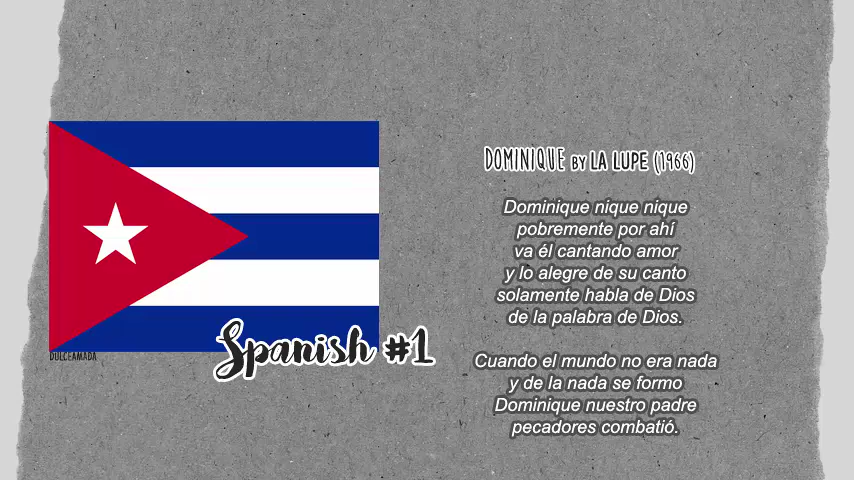 DOMINIQUE BY LA LUPE (1966)
Dominique nique nique
pobremente por ahí
va él cantando amor
y lo alegre de su canto
solamente habla de Dios
de la palabra de Dios.
Cuando el mundo no era nada
y de la nada se formo
Dominique nuestro padre
pecadores combatió.
Spanish #1
DULCEAMADA